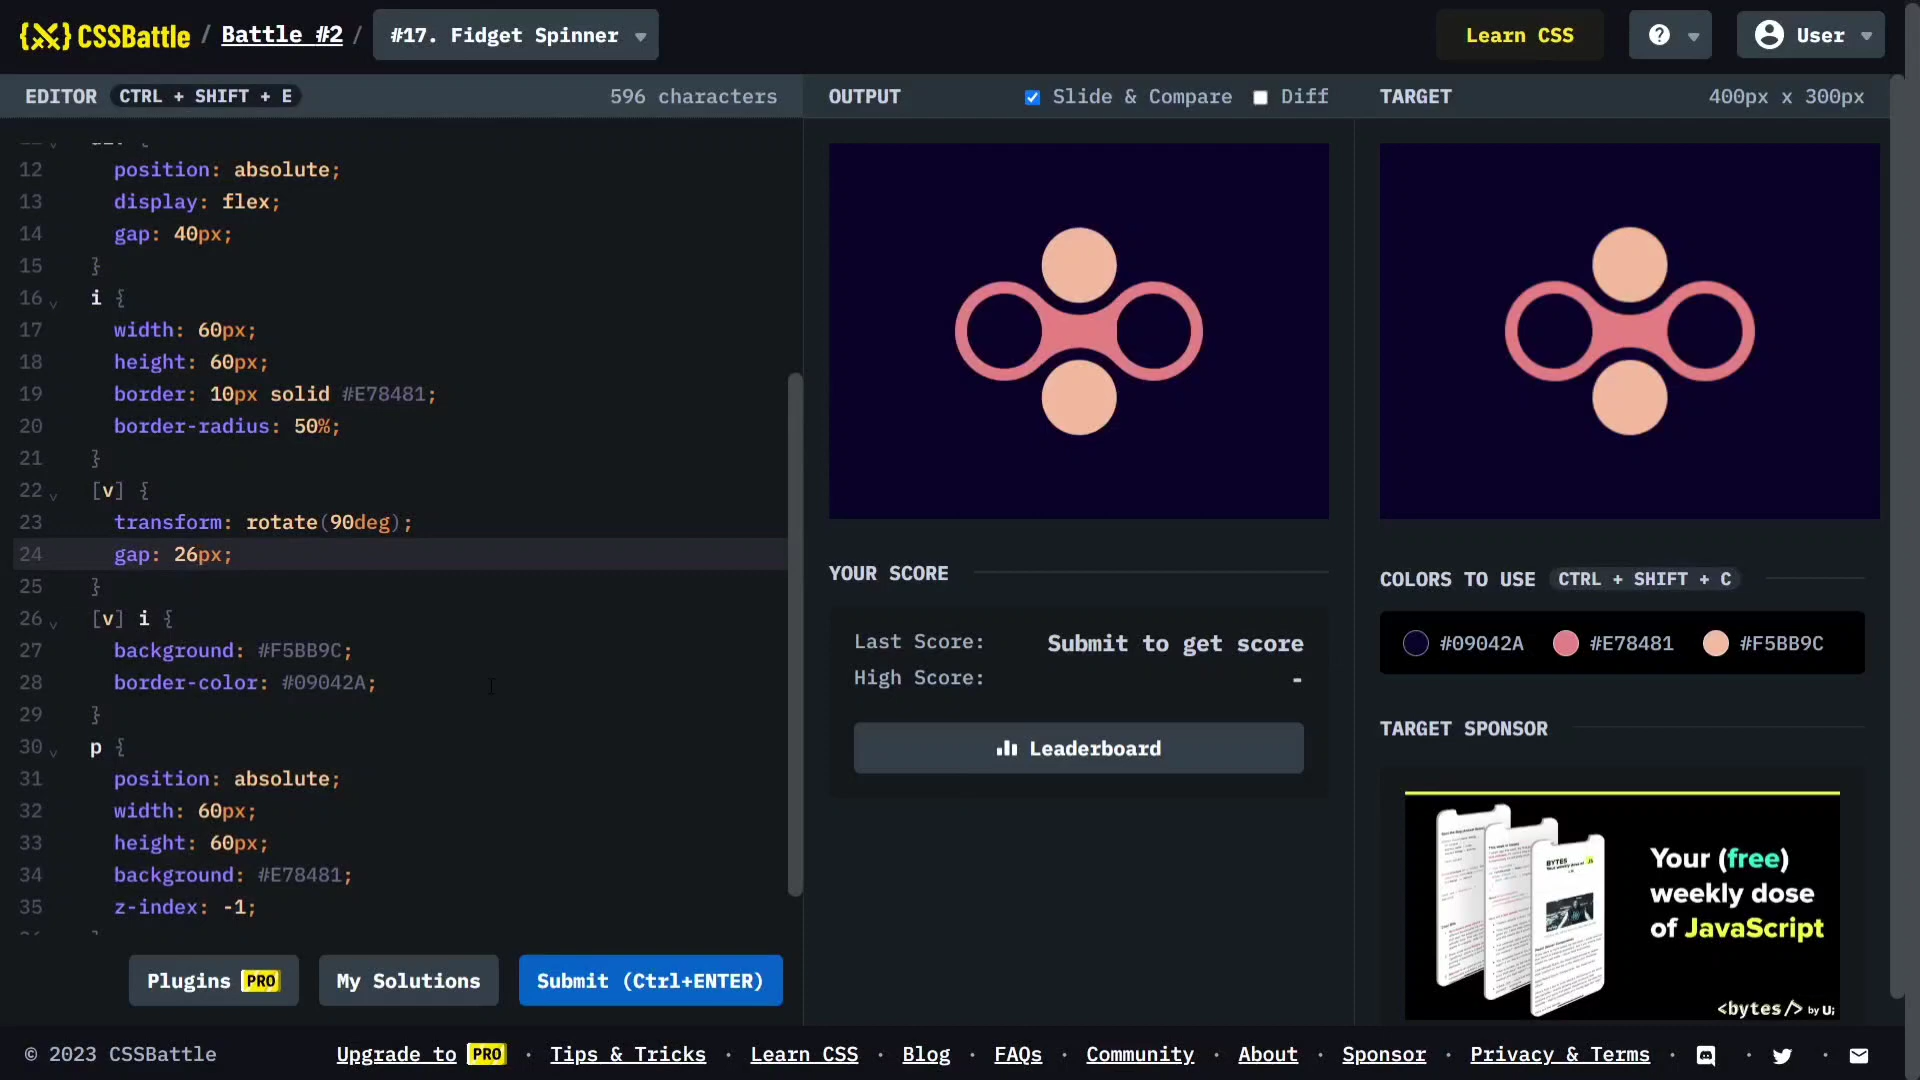 {X} CSSBattle / Battle #2 / #17. Fidget Spinner
Learn CSS
?
User
EDITOR CTRL + SHIFT + E 596 characters
OUTPUT Slide & Compare Diff
TARGET 400px x 300px
12 position: absolute;
13 display: flex;
14 gap: 40px;
15 }
16 i {
17 width: 60px;
18 height: 60px;
19 border: 10px solid #E78481;
20 border-radius: 50%;
21 }
22 [v] {
23 transform: rotate(90deg);
24 gap: 26px;
25 }
26 [v] i {
27 background: #F5BB9C;
28 border-color: #09042A;
29 }
30 p {
31 position: absolute;
32 width: 60px;
33 height: 60px;
34 background: #E78481;
35 z-index: -1;
Plugins PRO
My Solutions
Submit (Ctrl+ENTER)
YOUR SCORE
Last Score: Submit to get score
High Score: -
Leaderboard
COLORS TO USE CTRL + SHIFT + C
#09042A #E78481 #F5BB9C
TARGET SPONSOR
Your (free)
weekly dose
of JavaScript
<bytes/> by ui;
© 2023 CSSBattle
Upgrade to PRO · Tips & Tricks · Learn CSS · Blog · FAQs · Community · About · Sponsor · Privacy & Terms · · ·